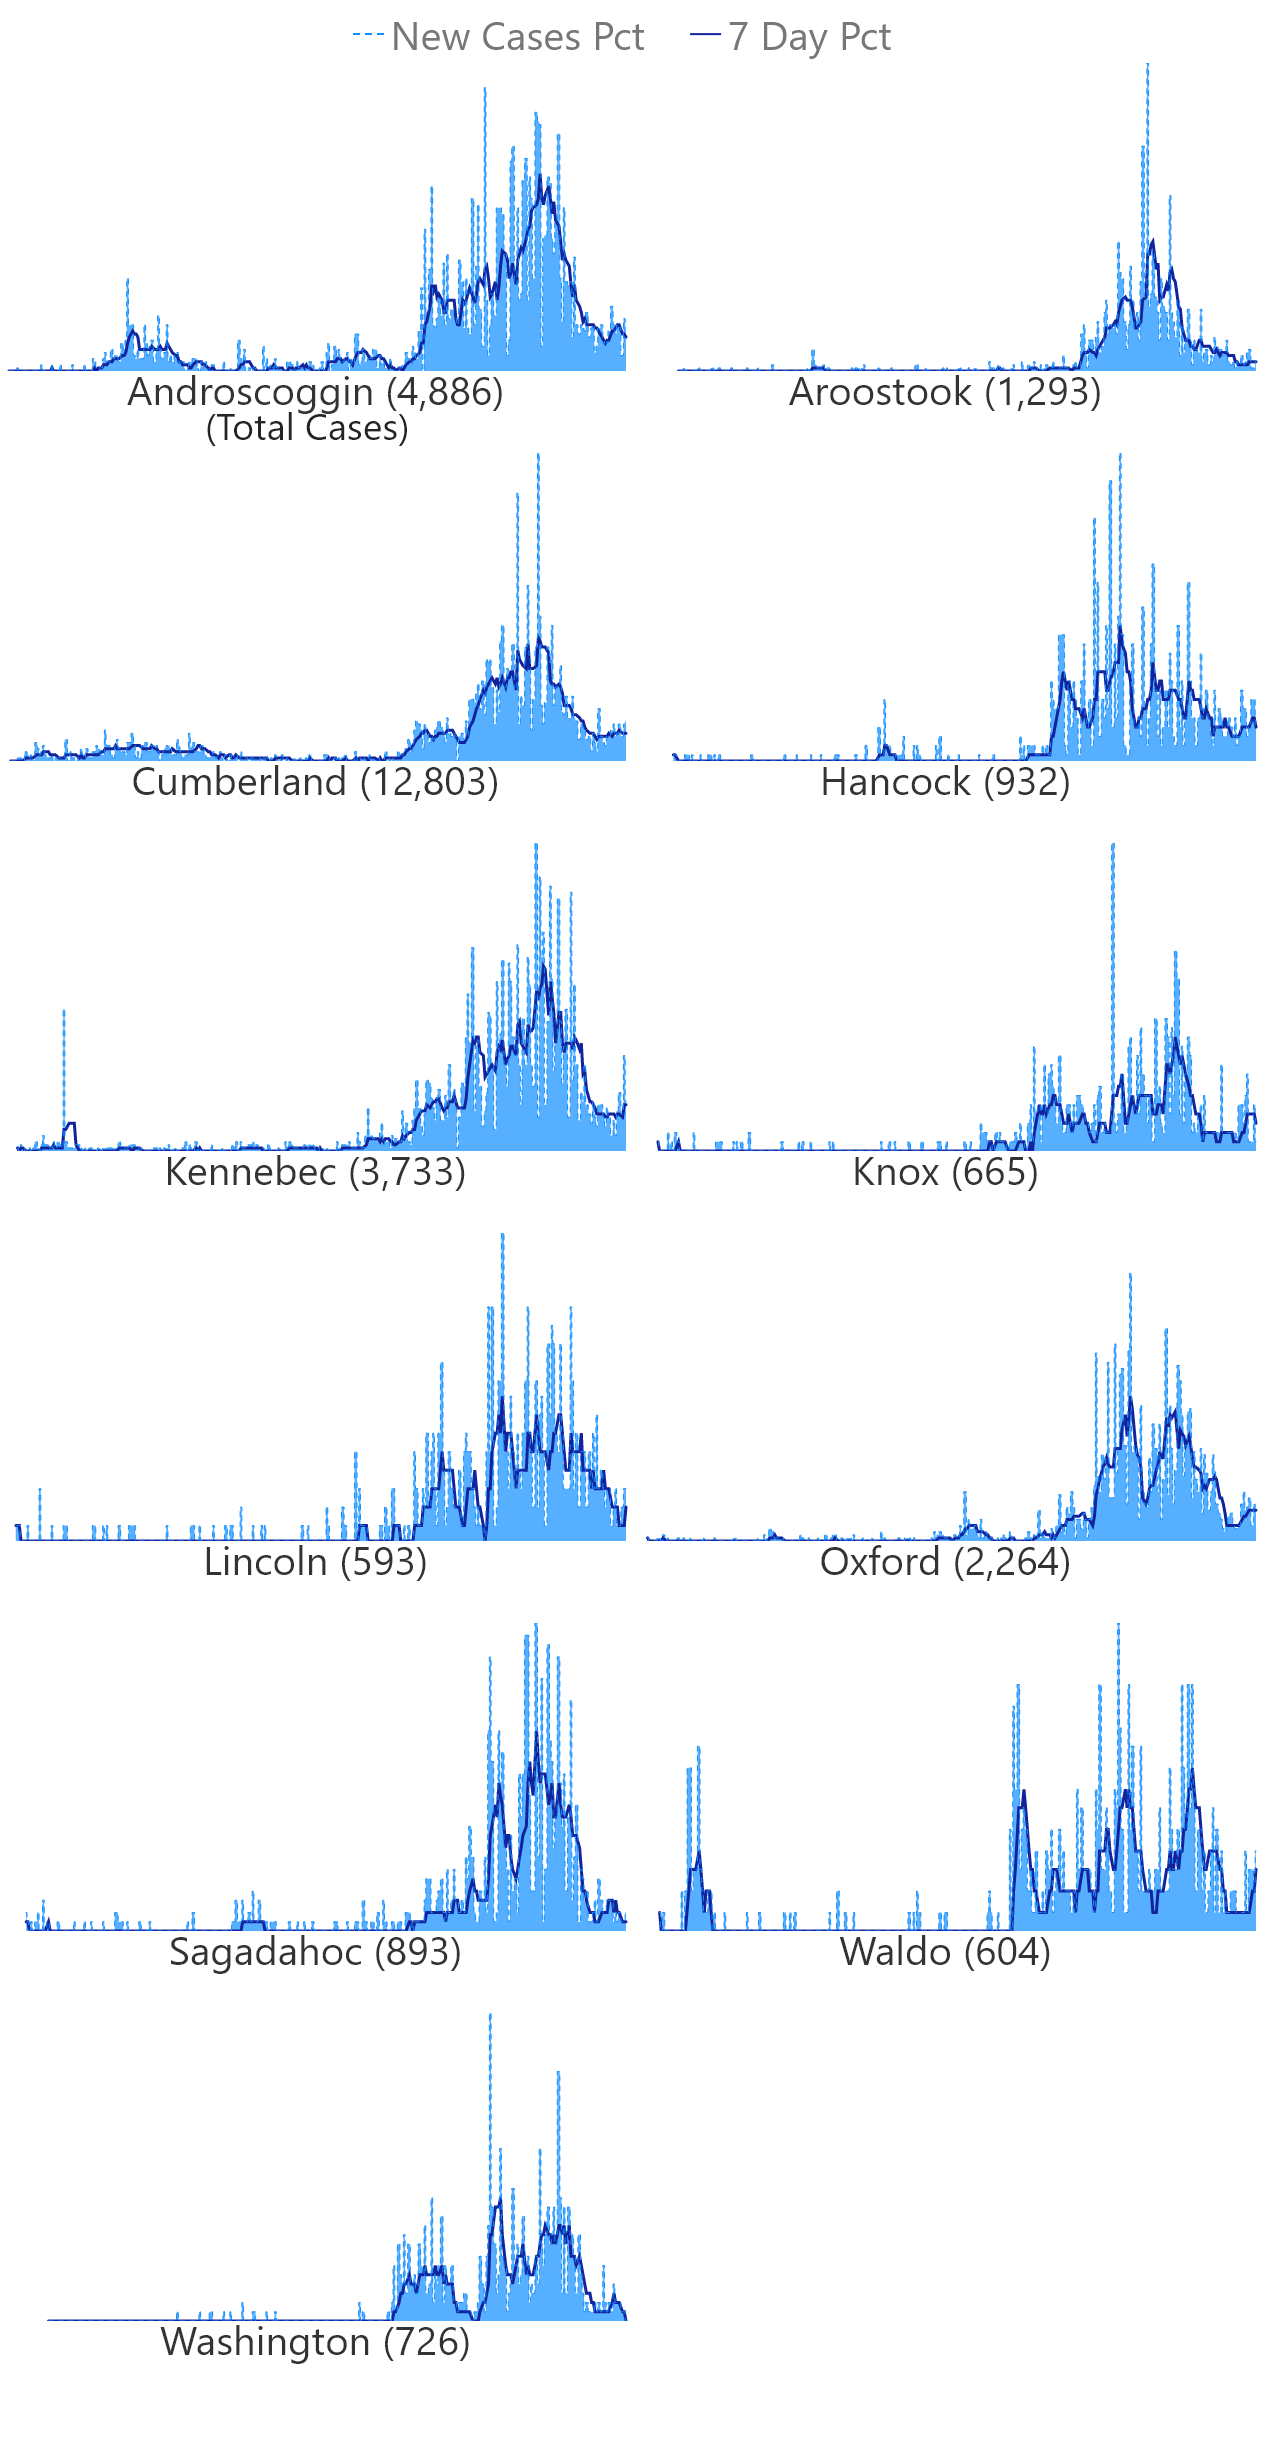 New Cases Pct 7 Day Pct
Androscoggin (4,886) Aroostook (1,293)
(Total Cases)
Cumberland (12,803) Hancock (932)
Kennebec (3,733) Knox (665)
Lincoln (593) Oxford (2,264)
Sagadahoc (893) Waldo (604)
Washington (726)